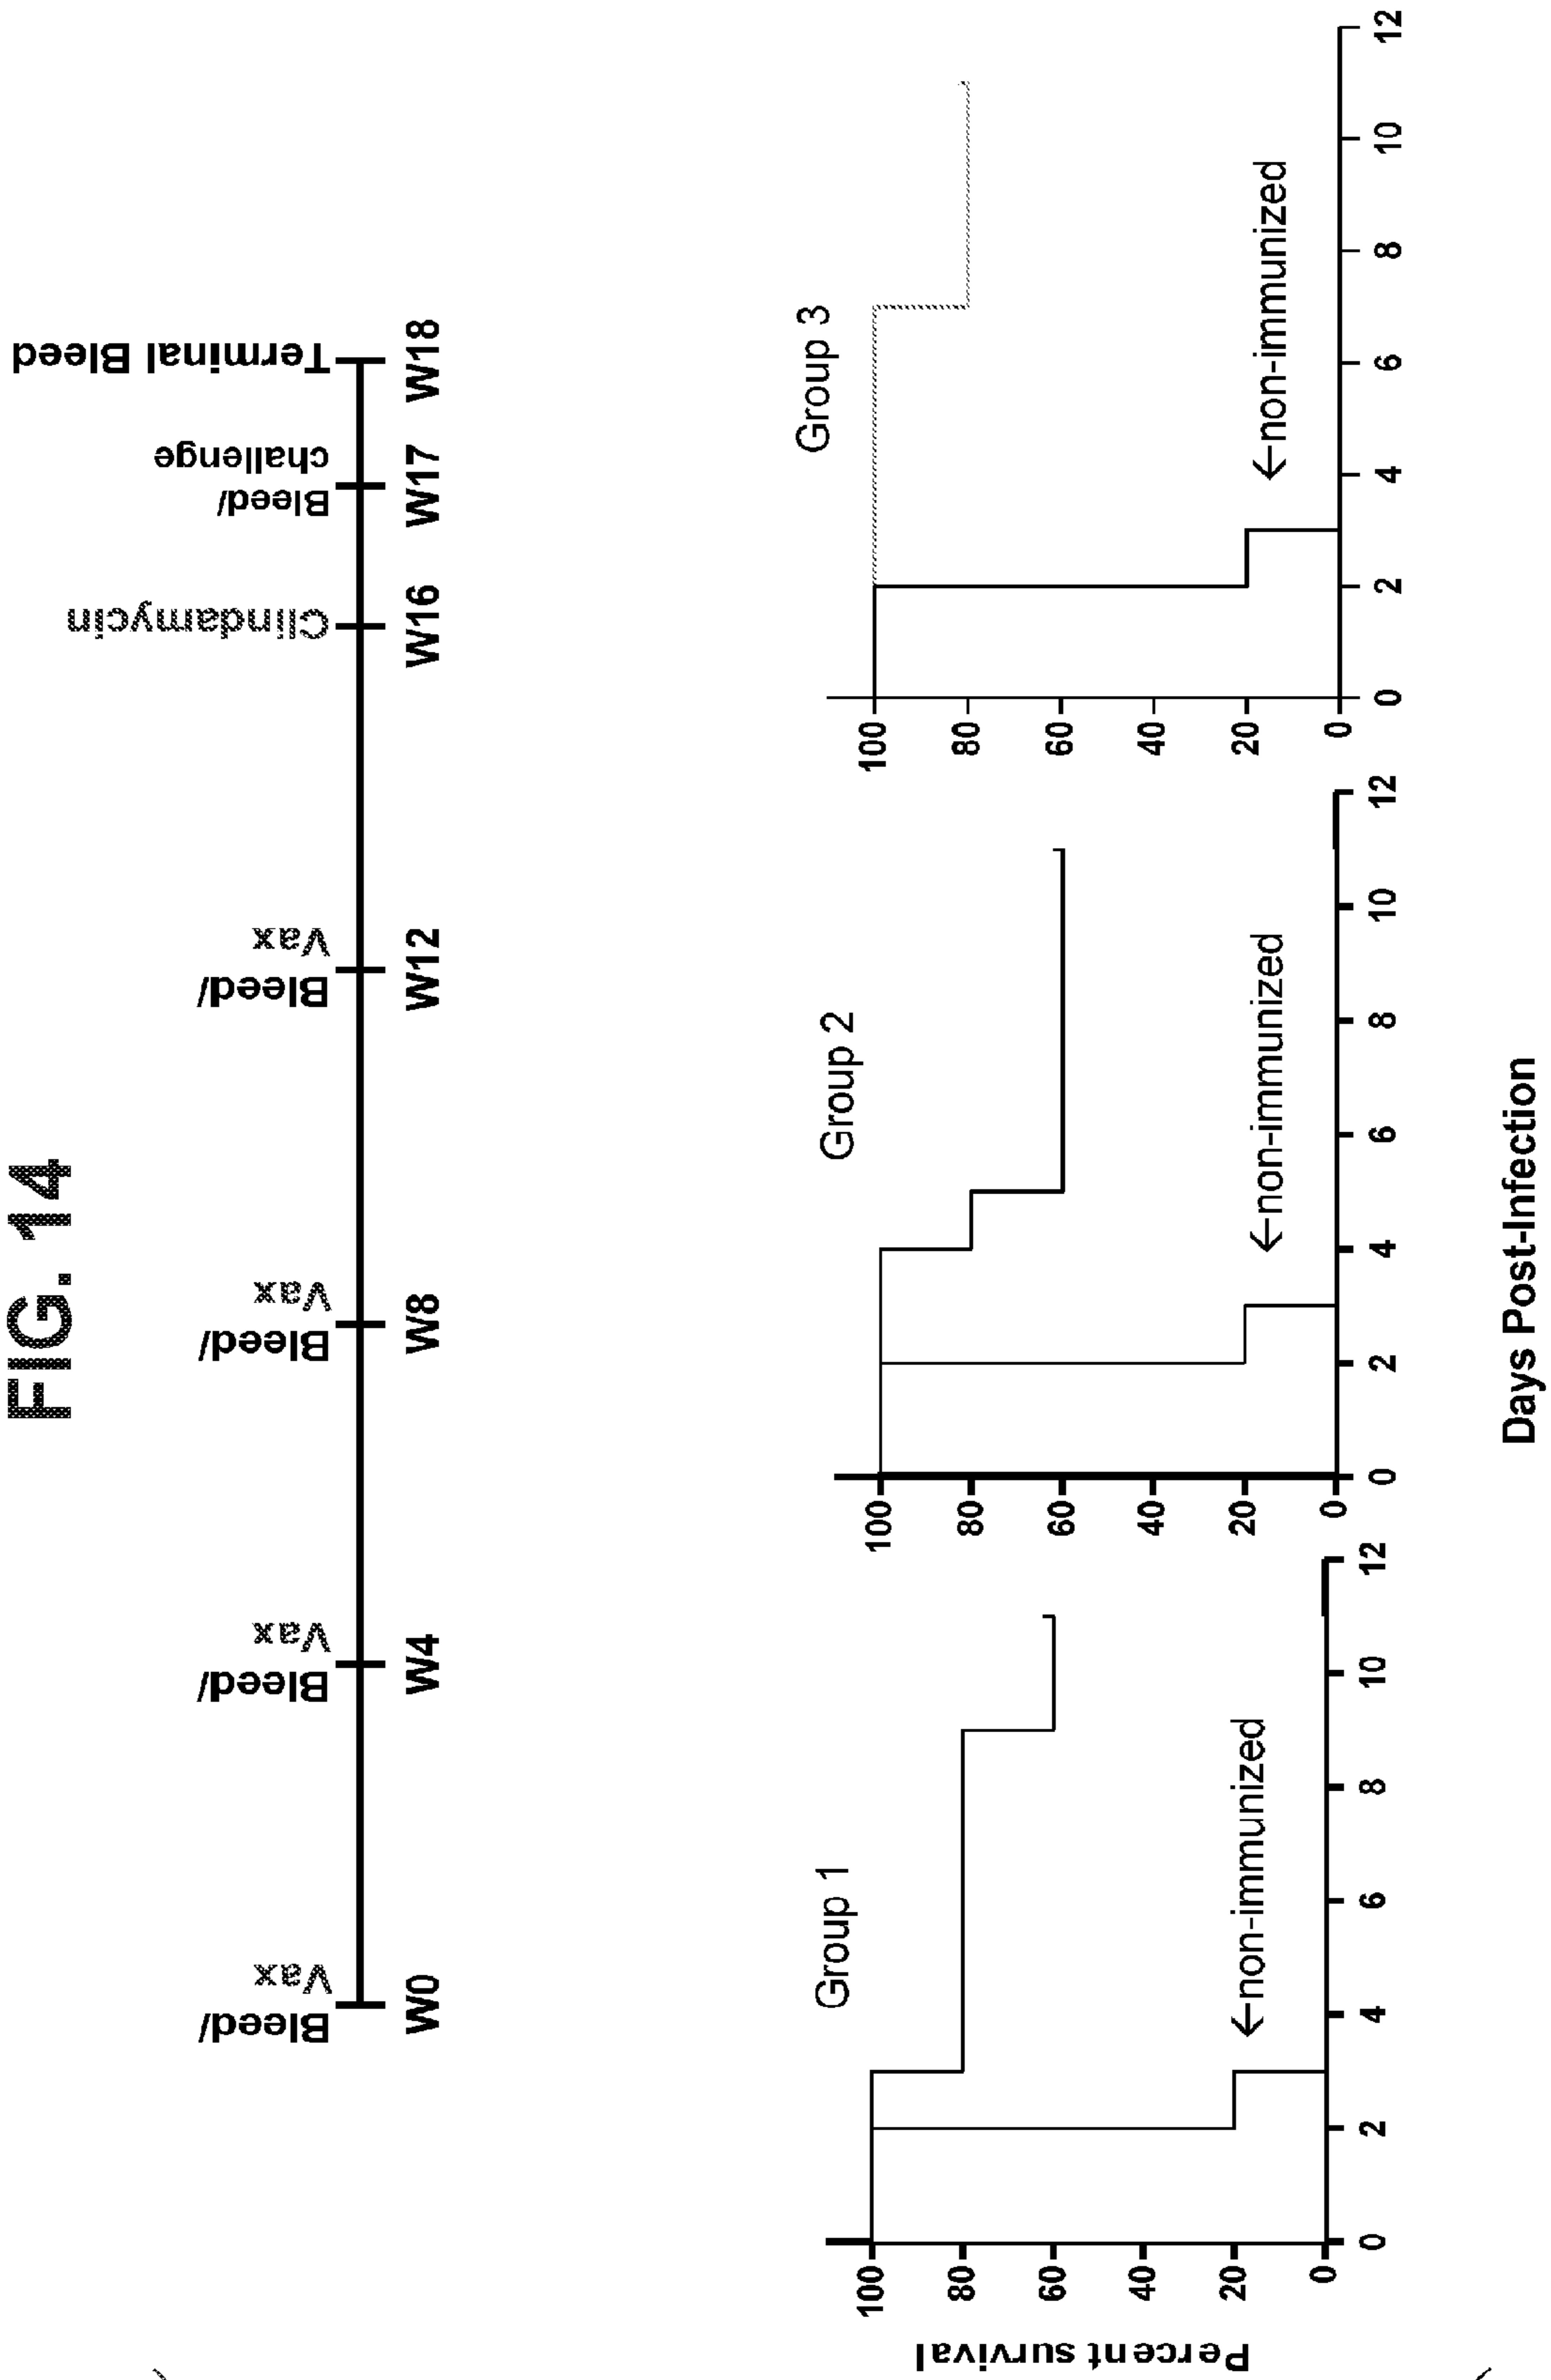 FIG. 14
Bleed/ Vax
Bleed/ Vax
Bleed/ Vax
Bleed/ Vax
Clindamycin
Bleed/ challenge
Terminal Bleed
W0 W4 W8 W12 W16 W17 W18
Percent survival
Group 1
100
80
60
40
20
0
←non-immunized
0 2 4 6 8 10 12
Group 2
100
80
60
40
20
0
←non-immunized
0 2 4 6 8 10 12
Group 3
100
80
60
40
20
0
←non-immunized
0 2 4 6 8 10 12
Days Post-Infection